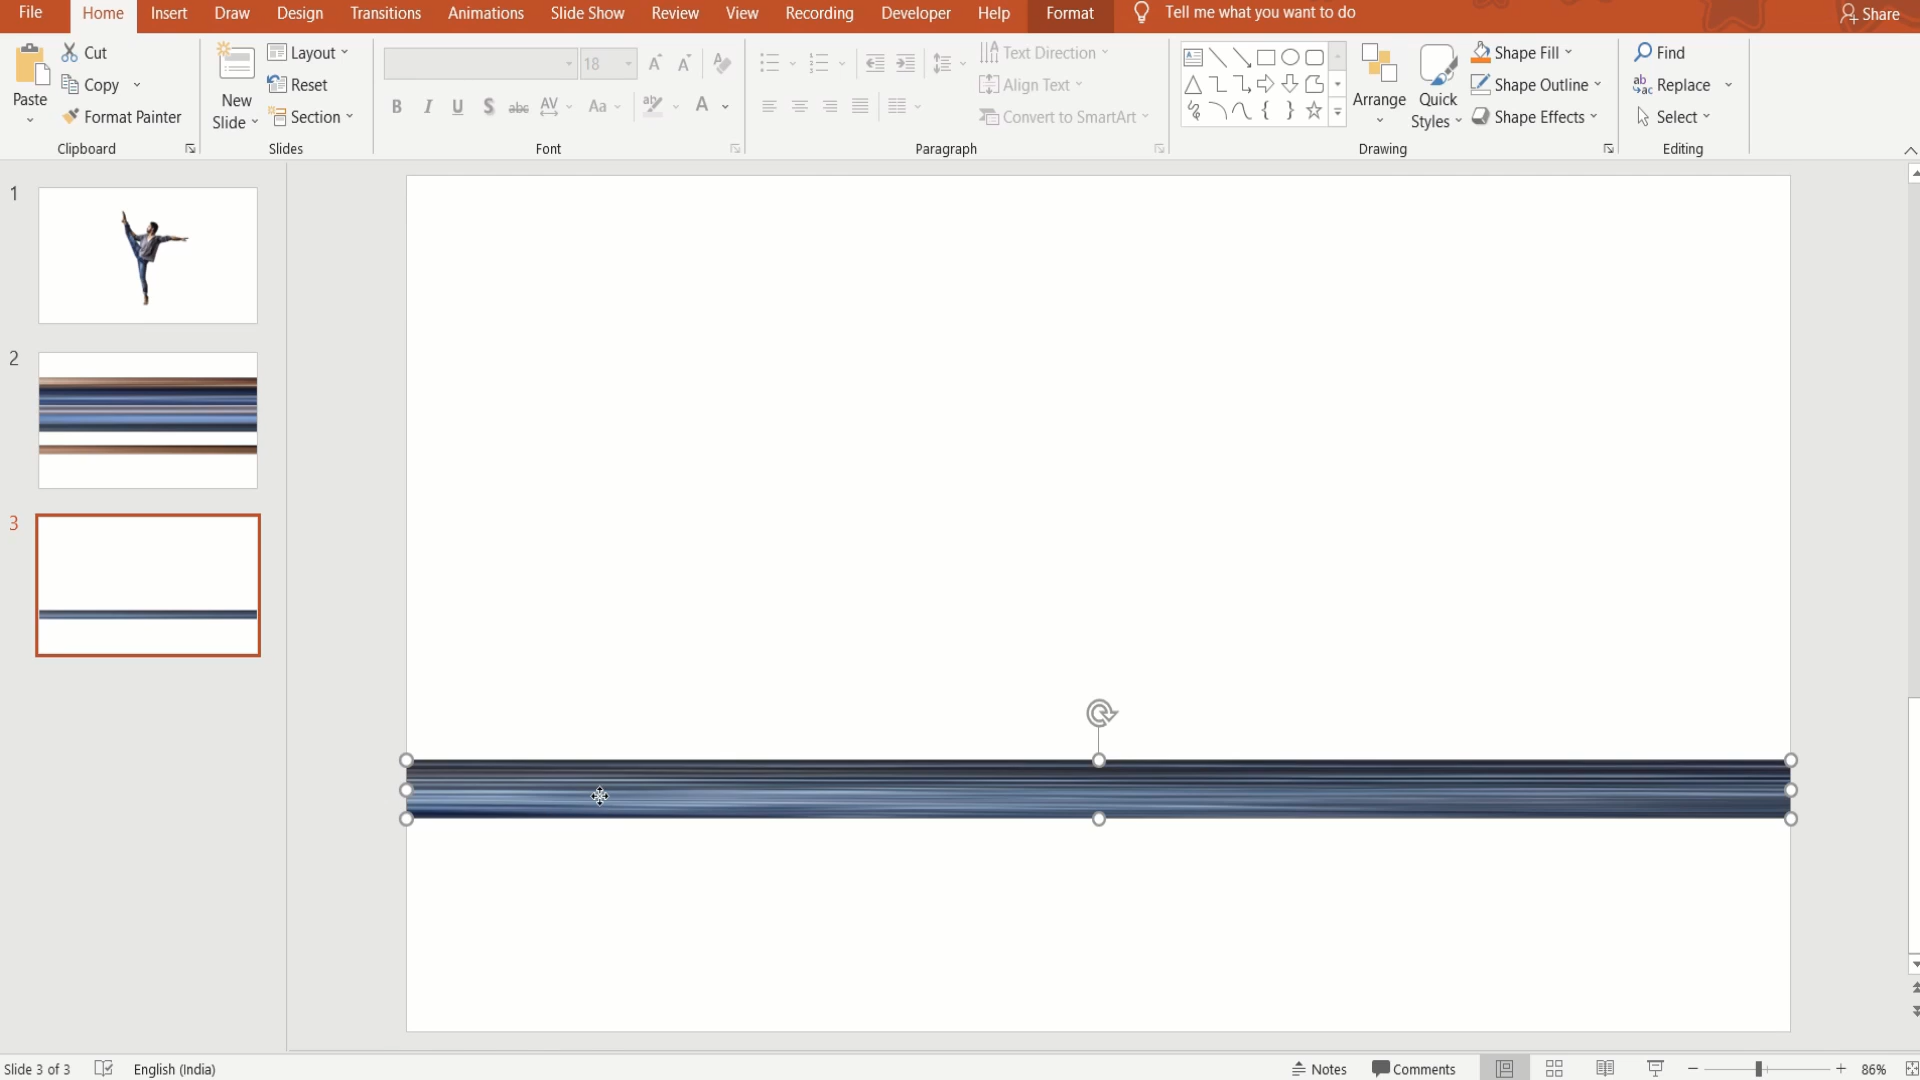 File Home Insert Draw Design Transitions Animations Slide Show Review View Recording Developer Help Format Tell me what you want to do Share
Paste
Cut
Copy
Format Painter
Clipboard
New
Slide
Layout
Reset
Section
Slides
18
B I U S abc AV Aa A
Font
Text Direction
Align Text
Convert to SmartArt
Paragraph
Arrange
Quick
Styles
Shape Fill
Shape Outline
Shape Effects
Drawing
Find
Replace
Select
Editing
1
2
3
Slide 3 of 3 English (India) Notes Comments 86%